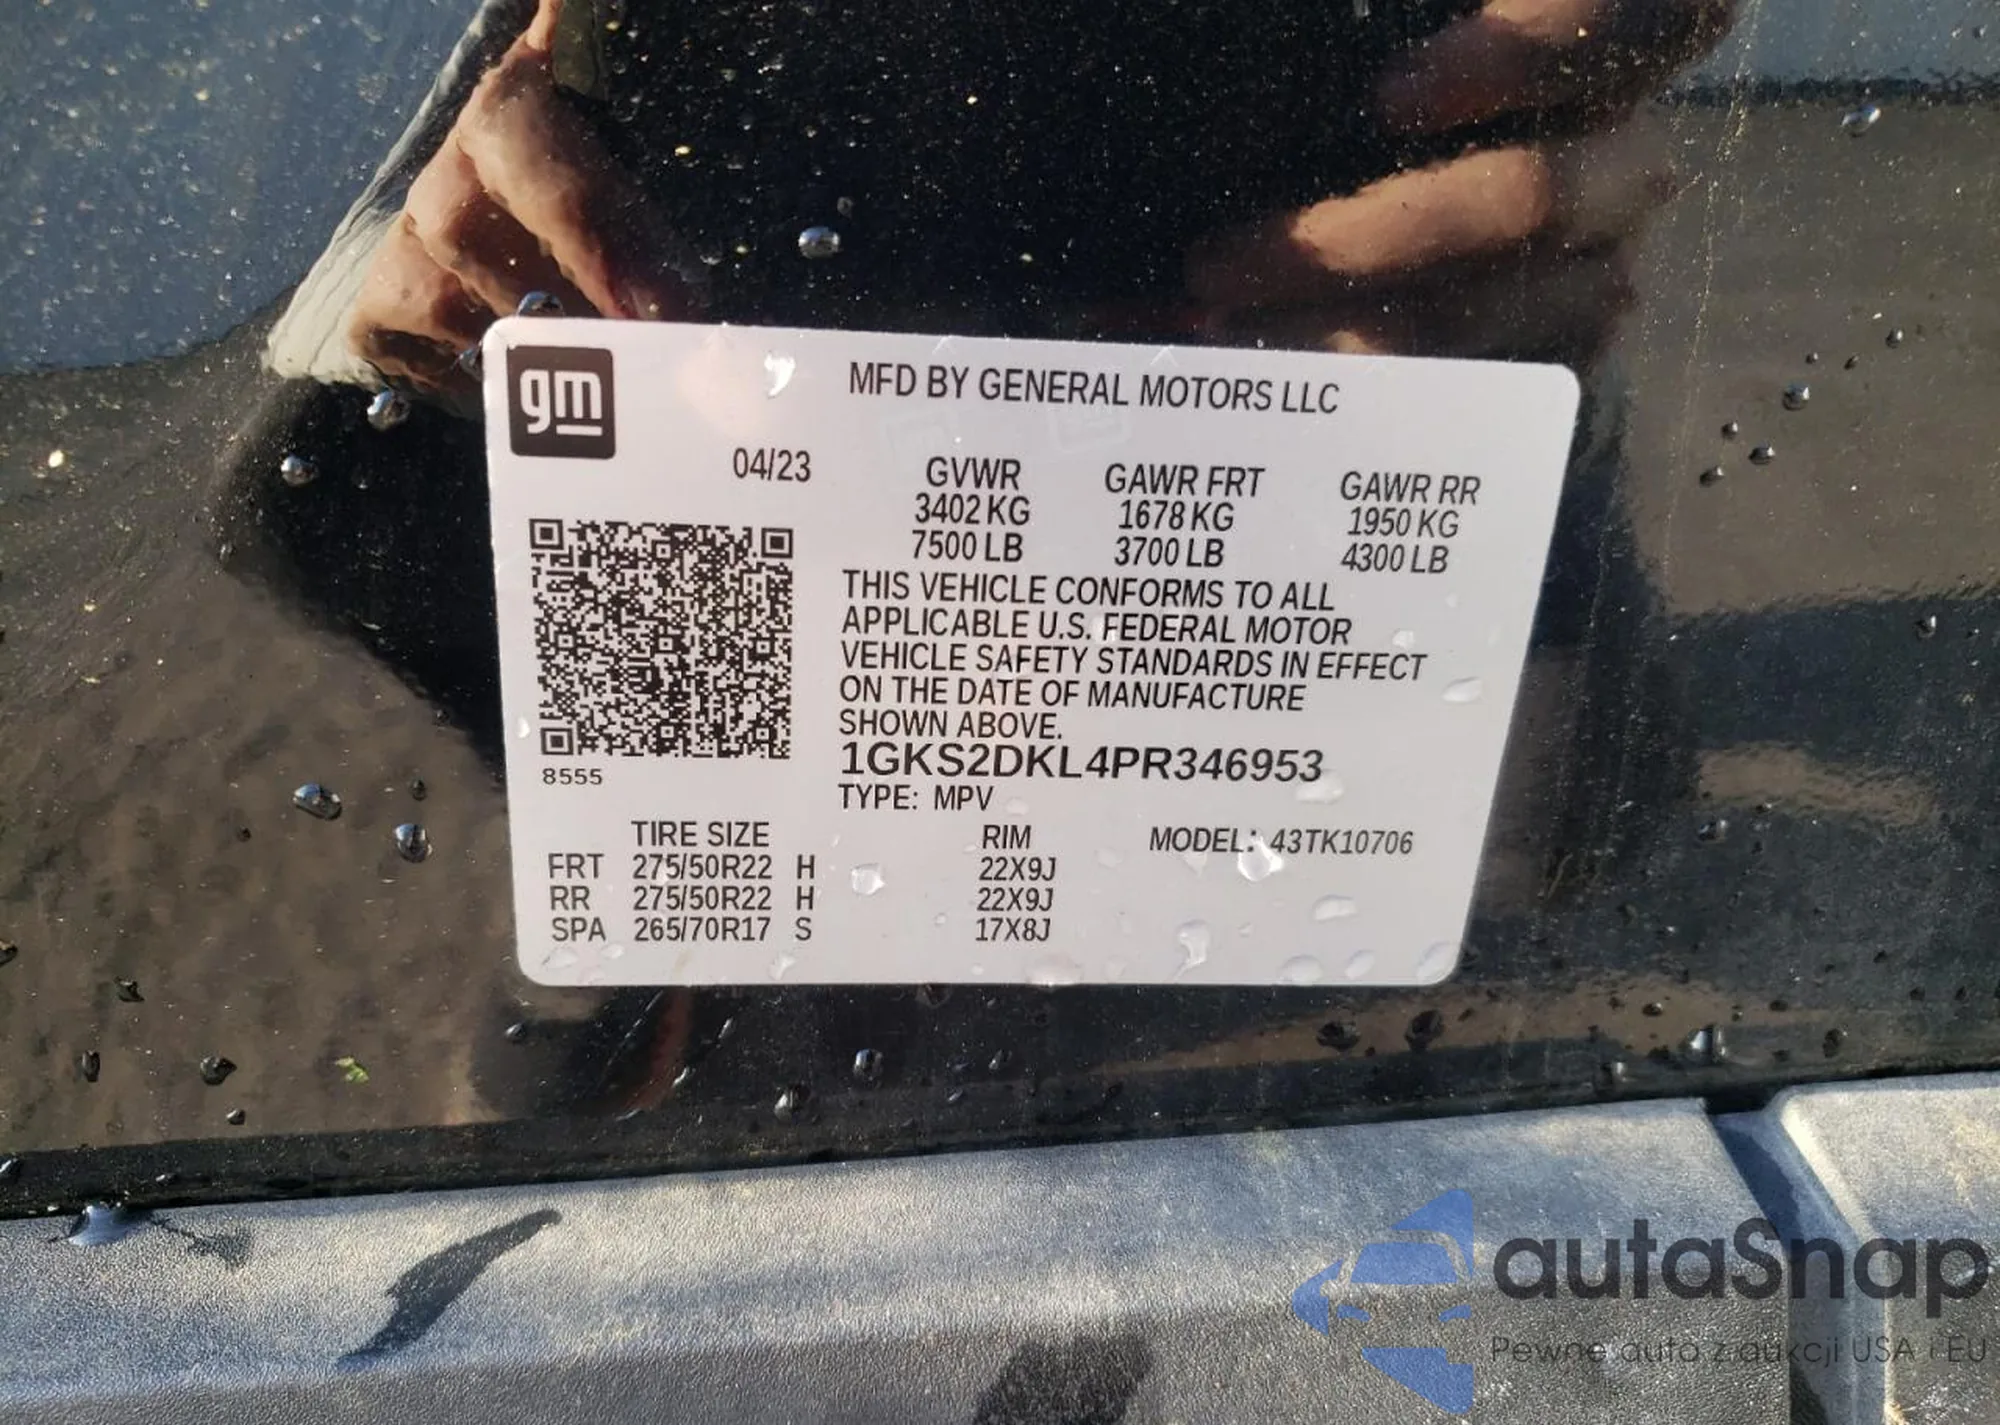 gm
MFD BY GENERAL MOTORS LLC
04/23
GVWR GAWR FRT GAWR RR
3402 KG 1678 KG 1950 KG
7500 LB 3700 LB 4300 LB
THIS VEHICLE CONFORMS TO ALL
APPLICABLE U.S. FEDERAL MOTOR
VEHICLE SAFETY STANDARDS IN EFFECT
ON THE DATE OF MANUFACTURE
SHOWN ABOVE.
1GKS2DKL4PR346953
8555
TYPE: MPV
TIRE SIZE RIM MODEL: 43TK10706
FRT 275/50R22 H 22X9J
RR 275/50R22 H 22X9J
SPA 265/70R17 S 17X8J
autaSnap
Pewne auta z aukcji USA i EU